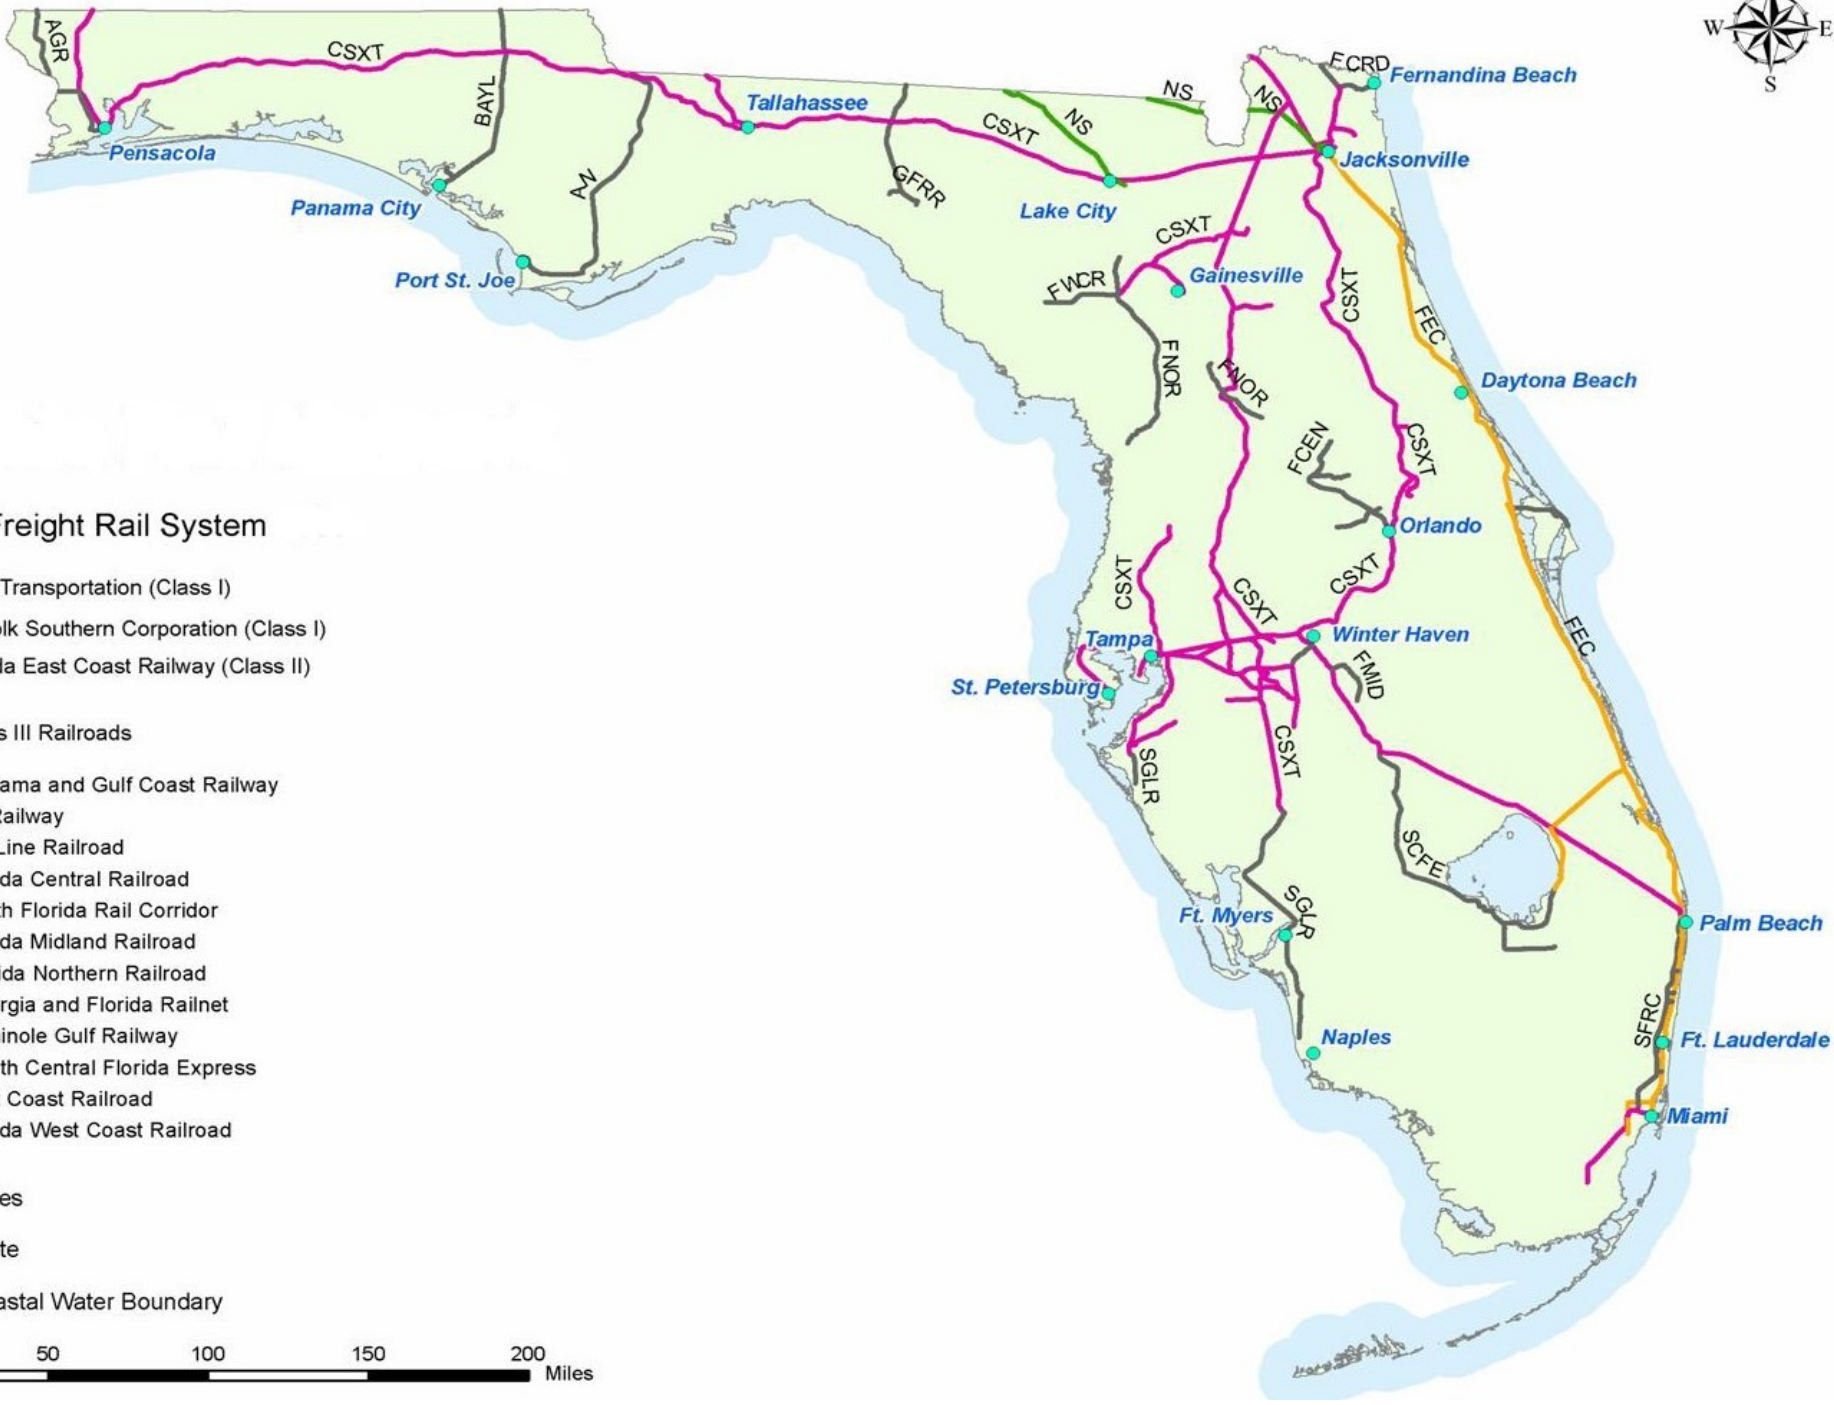 W E
S
AGR
CSXT
BAYL
AN
Pensacola
Panama City
Port St. Joe
Tallahassee
GFRR
CSXT
NS
NS
NS
FCRD
Fernandina Beach
Jacksonville
Lake City
CSXT
FWCR
Gainesville
CSXT
FEC
FNOR
FNOR
Daytona Beach
FCEN
CSXT
Orlando
CSXT
CSXT
CSXT
Tampa
Winter Haven
FEC
FMID
St. Petersburg
CSXT
SGLR
SCFE
SGLR
Ft. Myers
Palm Beach
SFRC
Naples
Ft. Lauderdale
Miami
Freight Rail System
Transportation (Class I)
lk Southern Corporation (Class I)
da East Coast Railway (Class II)
s III Railroads
ama and Gulf Coast Railway
Railway
Line Railroad
da Central Railroad
th Florida Rail Corridor
da Midland Railroad
ida Northern Railroad
rgia and Florida Railnet
inole Gulf Railway
th Central Florida Express
t Coast Railroad
da West Coast Railroad
es
te
astal Water Boundary
50 100 150 200
Miles